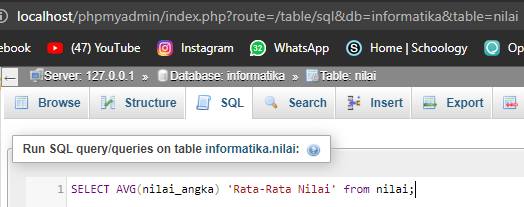 localhost/phpmyadmin/index.php?route=/table/sql&db=informatika&table=nilai
ebook (47) YouTube Instagram 32 WhatsApp S Home | Schoology Op
← Server: 127.0.0.1 » Database: informatika » Table: nilai
Browse Structure SQL Search Insert Export
Run SQL query/queries on table informatika.nilai:
1 SELECT AVG(nilai_angka) 'Rata-Rata Nilai' from nilai;